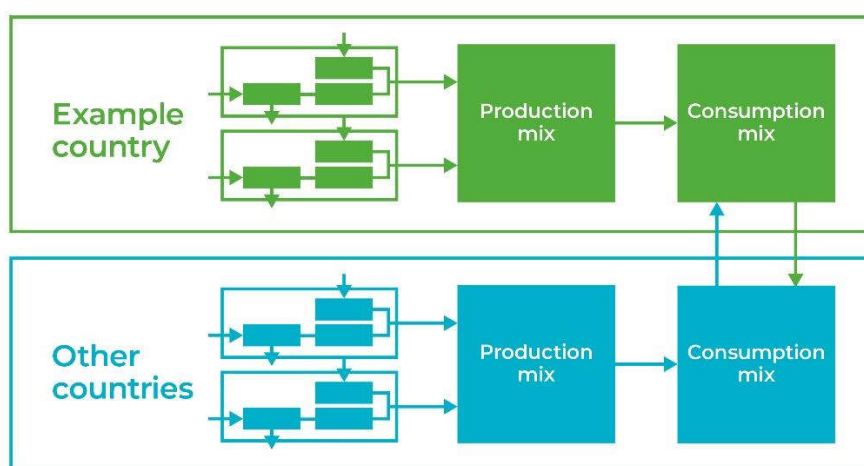 Example
country
Production
mix
Consumption
mix
Other
countries
Production
mix
Consumption
mix